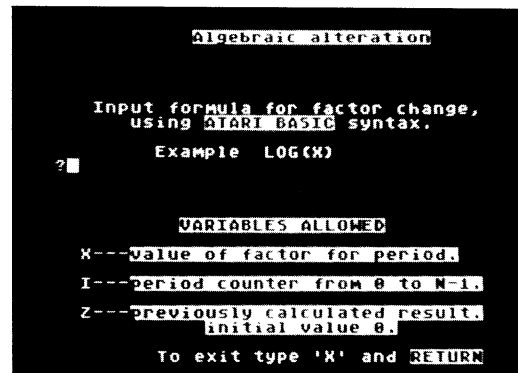 Algebraic alteration
Input formula for factor change,
using ATARI BASIC syntax.
Example LOG(X)
?
VARIABLES ALLOWED
X---value of factor for period.
I---period counter from 0 to N-1.
Z---previously calculated result.
initial value 0.
To exit type 'X' and RETURN